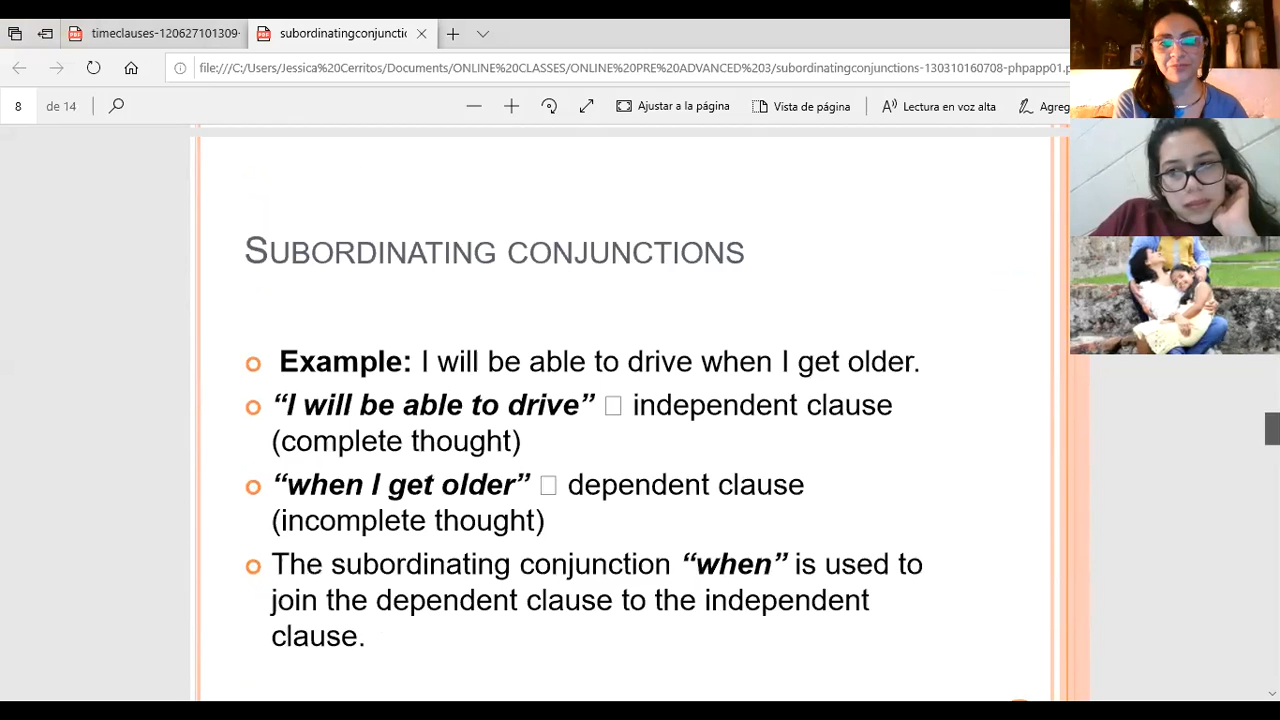 timeclauses-120627101309-
subordinatingconjuncti
file:///C:/Users/Jessica%20Cerritos/Documents/ONLINE%20CLASSES/ONLINE%20PRE%20ADVANCED%203/subordinatingconjunctions-130310160708-phpapp01.p
8 de 14 Ajustar a la página Vista de página Lectura en voz alta Agreg
SUBORDINATING CONJUNCTIONS
Example: I will be able to drive when I get older.
“I will be able to drive” □ independent clause
(complete thought)
“when I get older” □ dependent clause
(incomplete thought)
The subordinating conjunction “when” is used to
join the dependent clause to the independent
clause.